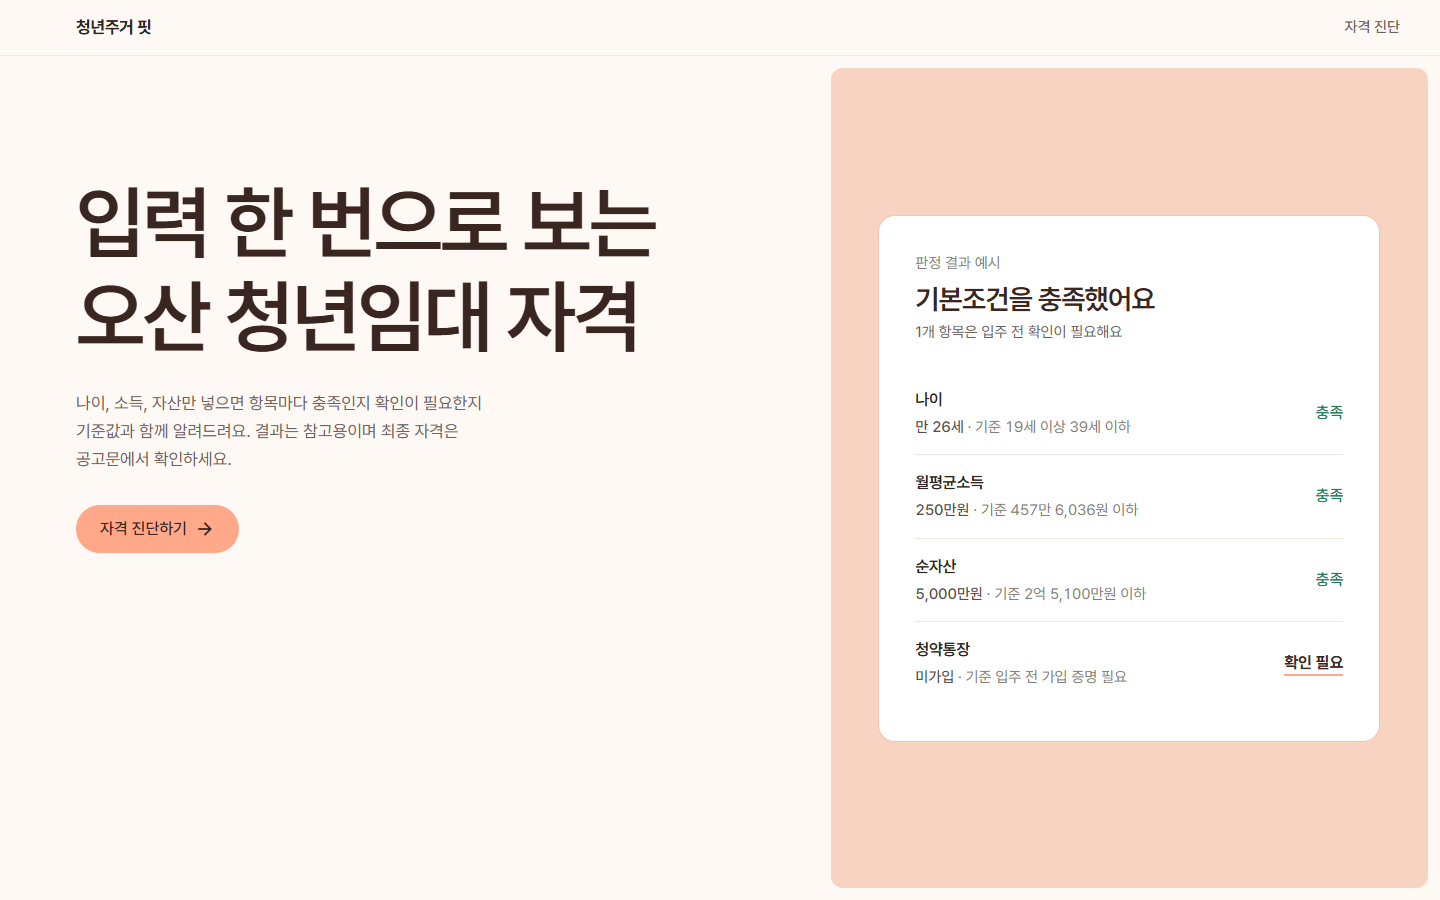 청년주거 핏
자격 진단
입력 한 번으로 보는
오산 청년임대 자격
나이, 소득, 자산만 넣으면 항목마다 충족인지 확인이 필요한지
기준값과 함께 알려드려요. 결과는 참고용이며 최종 자격은
공고문에서 확인하세요.
자격 진단하기 →
판정 결과 예시
기본조건을 충족했어요
1개 항목은 입주 전 확인이 필요해요
나이
만 26세 · 기준 19세 이상 39세 이하
충족
월평균소득
250만원 · 기준 457만 6,036원 이하
충족
순자산
5,000만원 · 기준 2억 5,100만원 이하
충족
청약통장
미가입 · 기준 입주 전 가입 증명 필요
확인 필요